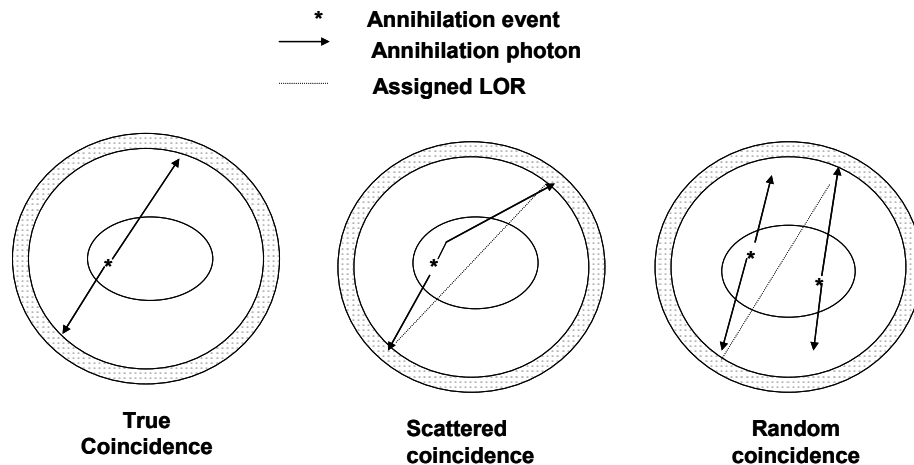 * Annihilation event
Annihilation photon
Assigned LOR
*
*
*
*
True
Coincidence
Scattered
coincidence
Random
coincidence